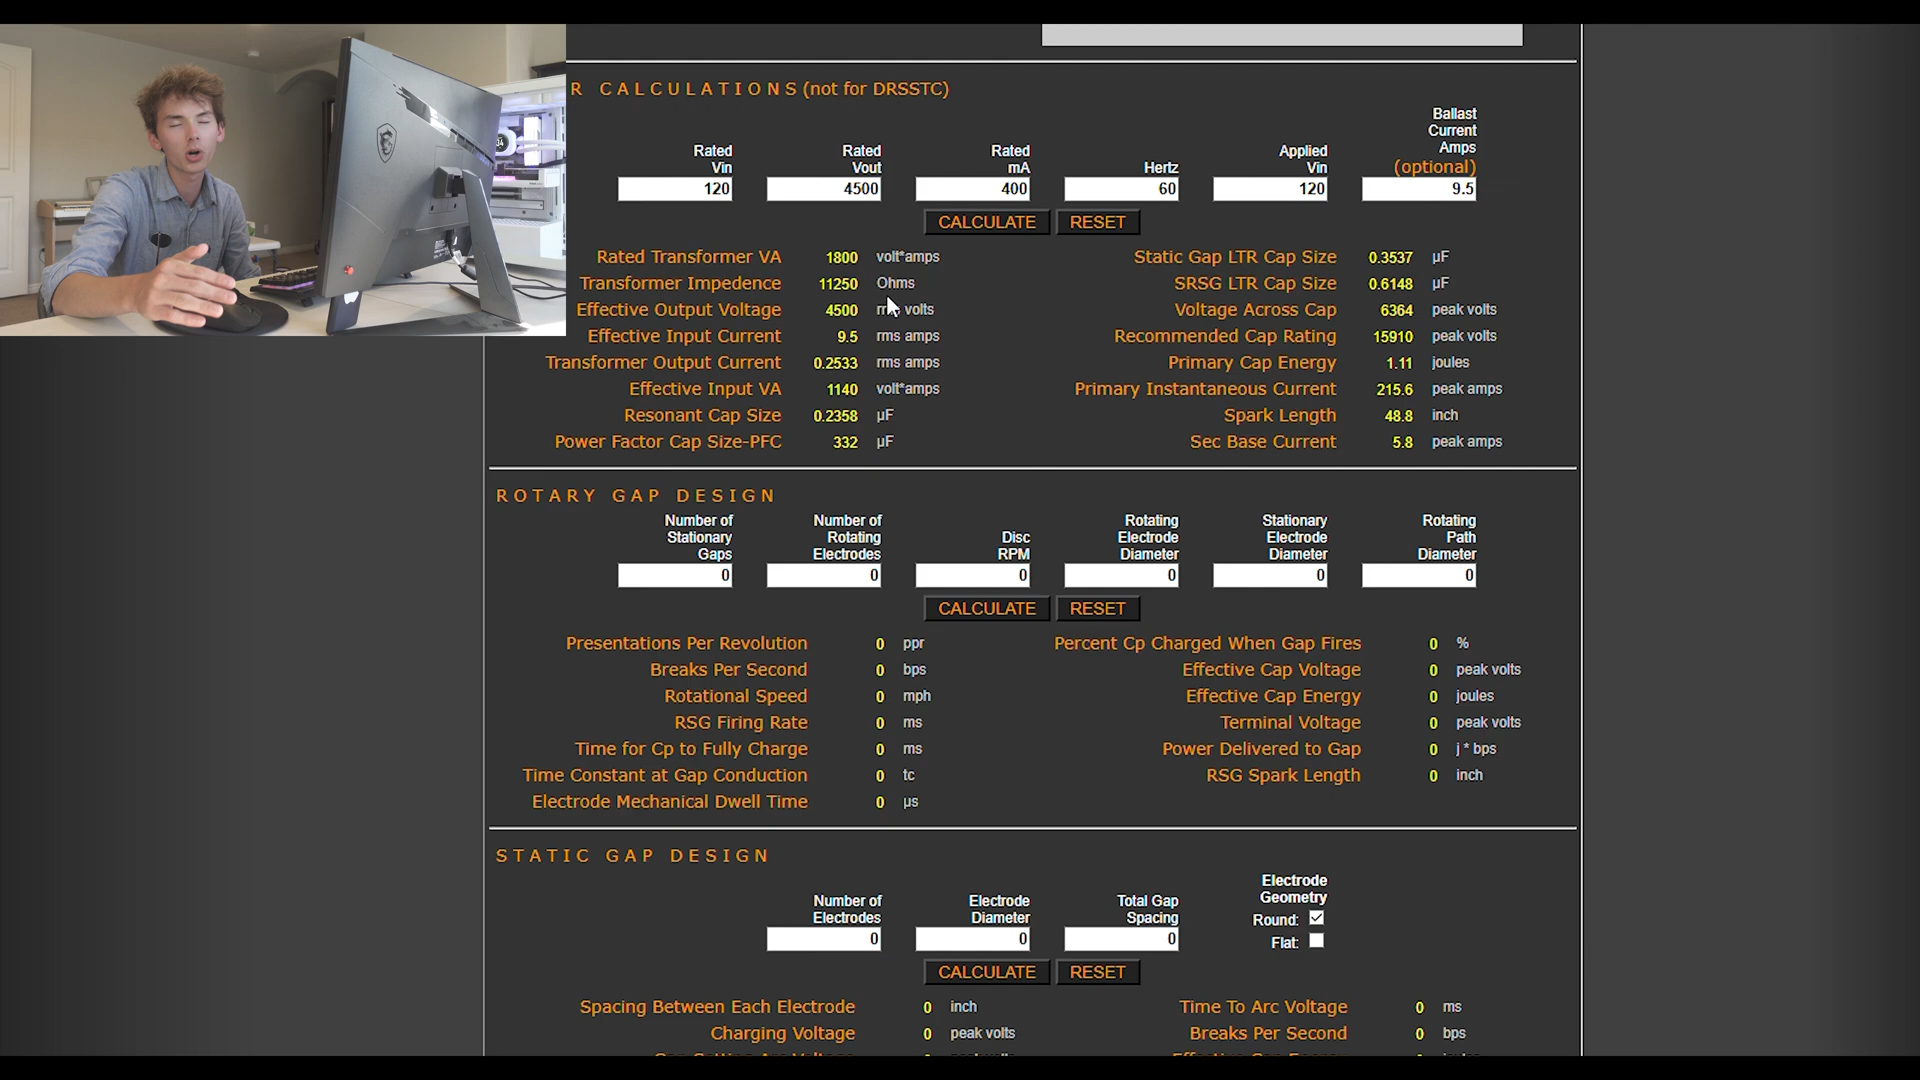 R CALCULATIONS (not for DRSSTC)
Rated Vin
Rated Vout
Rated mA
Hertz
Applied Vin
Ballast Current Amps (optional)
120 4500 400 60 120 9.5
CALCULATE RESET
Rated Transformer VA 1800 volt*amps
Transformer Impedence 11250 Ohms
Effective Output Voltage 4500 volts
Effective Input Current 9.5 rms amps
Transformer Output Current 0.2533 rms amps
Effective Input VA 1140 volt*amps
Resonant Cap Size 0.2358 µF
Power Factor Cap Size-PFC 332 µF
Static Gap LTR Cap Size 0.3537 µF
SRSG LTR Cap Size 0.6148 µF
Voltage Across Cap 6364 peak volts
Recommended Cap Rating 15910 peak volts
Primary Cap Energy 1.11 joules
Primary Instantaneous Current 215.6 peak amps
Spark Length 48.8 inch
Sec Base Current 5.8 peak amps
ROTARY GAP DESIGN
Number of Stationary Gaps
Number of Rotating Electrodes
Disc RPM
Rotating Electrode Diameter
Stationary Electrode Diameter
Rotating Path Diameter
0 0 0 0 0 0
CALCULATE RESET
Presentations Per Revolution 0 ppr
Breaks Per Second 0 bps
Rotational Speed 0 mph
RSG Firing Rate 0 ms
Time for Cp to Fully Charge 0 ms
Time Constant at Gap Conduction 0 tc
Electrode Mechanical Dwell Time 0 µs
Percent Cp Charged When Gap Fires 0 %
Effective Cap Voltage 0 peak volts
Effective Cap Energy 0 joules
Terminal Voltage 0 peak volts
Power Delivered to Gap 0 j * bps
RSG Spark Length 0 inch
STATIC GAP DESIGN
Number of Electrodes
Electrode Diameter
Total Gap Spacing
Electrode Geometry
Round:
Flat:
0 0 0
CALCULATE RESET
Spacing Between Each Electrode 0 inch
Charging Voltage 0 peak volts
Time To Arc Voltage 0 ms
Breaks Per Second 0 bps